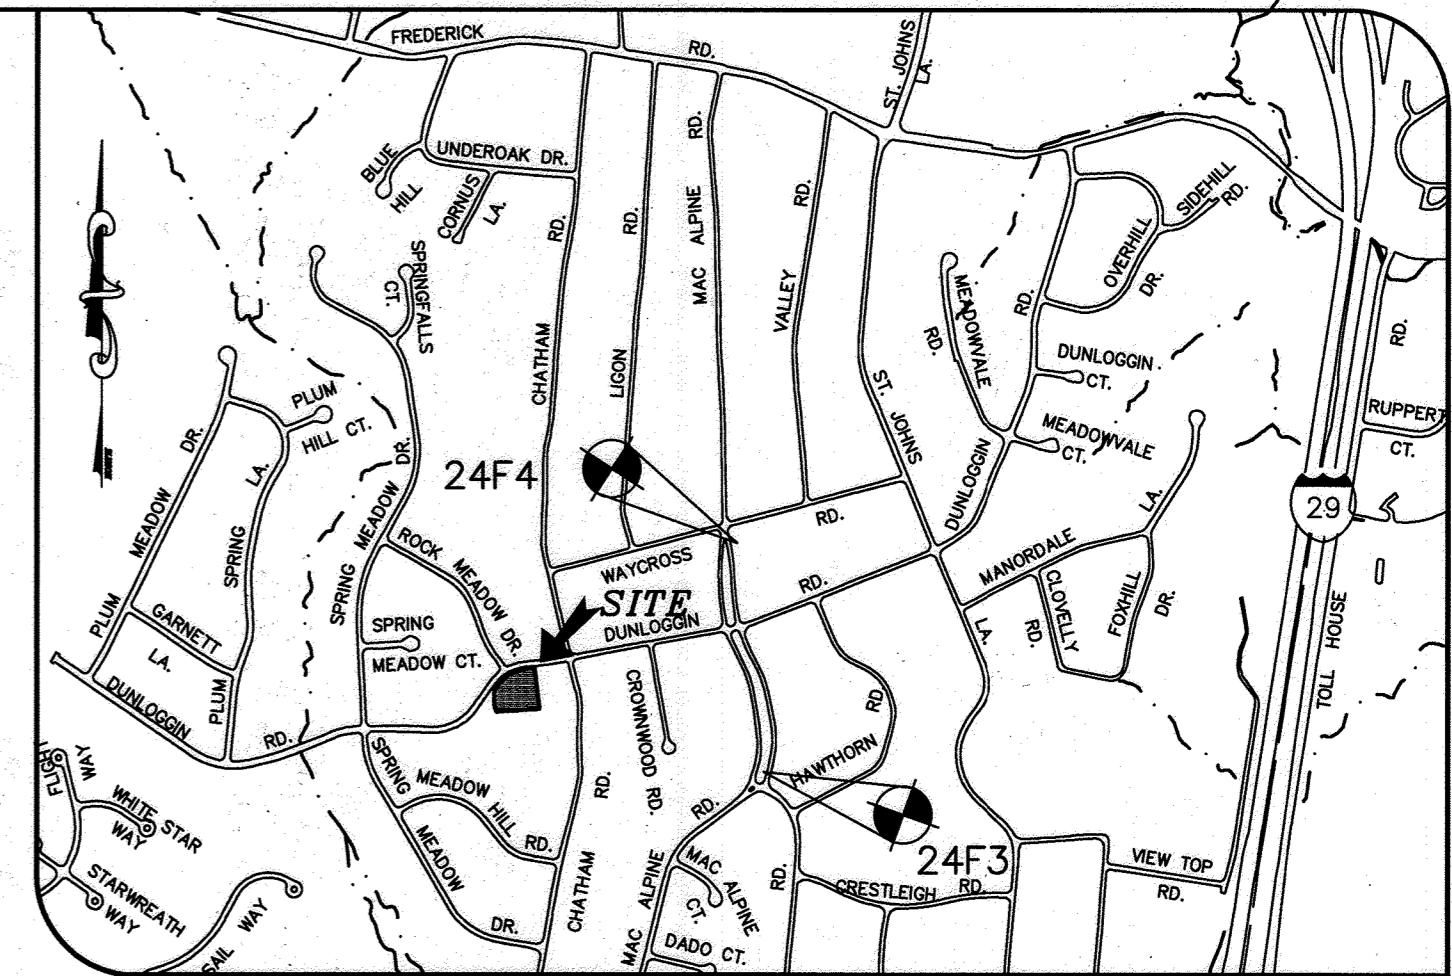 FREDERICK RD.
ST. JOHNS LA.
BLUE HILL
UNDEROAK DR.
CORNUS LA.
CHATHAM RD.
LIGON RD.
MAC ALPINE RD.
VALLEY RD.
SIDEHILL RD.
OVERHILL DR.
SPRINGFALLS CT.
MEADOWVALE RD.
RD.
DUNLOGGIN CT.
MEADOWVALE CT.
RD.
RUPPERT CT.
PLUM HILL CT.
PLUM MEADOW DR.
SPRING LA.
PLUM
SPRING MEADOW DR.
24F4
ST. JOHNS LA.
DUNLOGGIN
29
ROCK MEADOW DR.
WAYCROSS RD.
SITE
DUNLOGGIN RD.
MANORDALE LA.
CLOVELLY RD.
FOXHILL DR.
TOLL HOUSE
GARNETT LA.
SPRING MEADOW CT.
DUNLOGGIN RD.
CROWNWOOD RD.
HAWTHORN RD.
FLIGHT WAY
WHITE STAR WAY
STARWREATH WAY
SAIL WAY
SPRING MEADOW DR.
MEADOW HILL RD.
CHATHAM RD.
MAC ALPINE RD.
MAC ALPINE CT.
DADO CT.
RD.
24F3
CRESTLEIGH RD.
VIEW TOP RD.